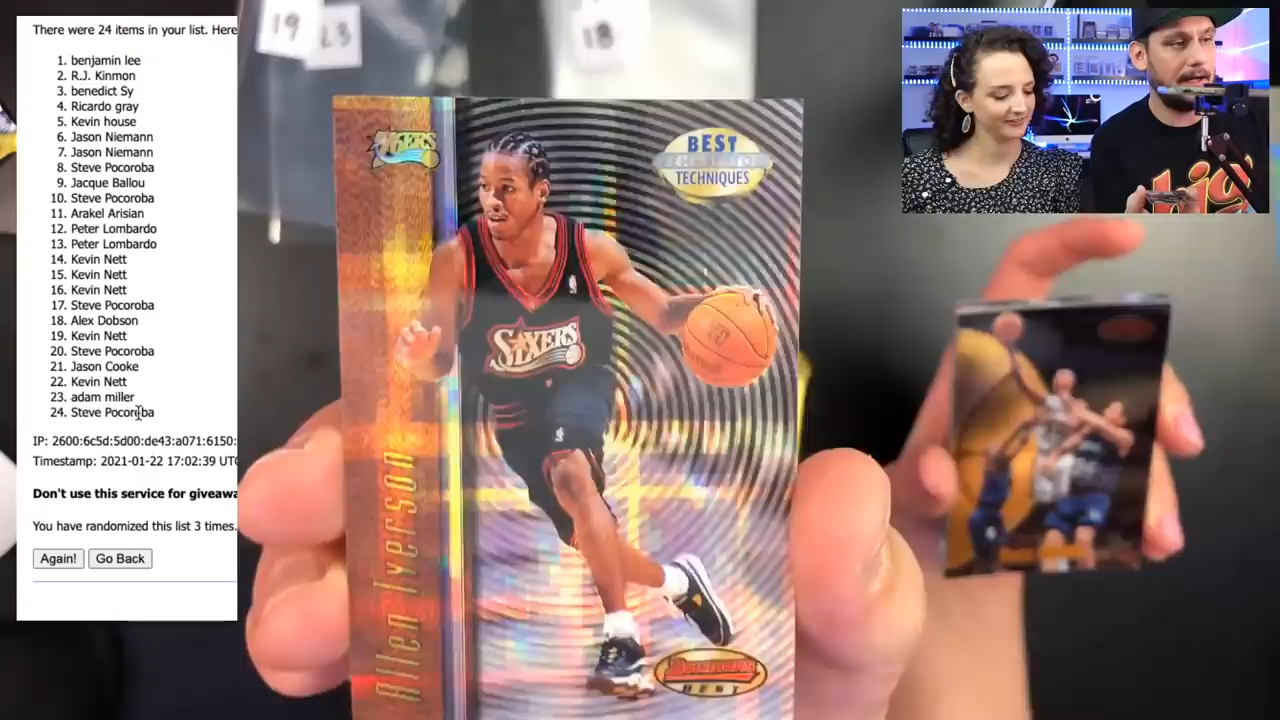 There were 24 items in your list. Here
1. benjamin lee
2. R.J. Kinmon
3. benedict Sy
4. Ricardo gray
5. Kevin house
6. Jason Niemann
7. Jason Niemann
8. Steve Pocoroba
9. Jacque Ballou
10. Steve Pocoroba
11. Arakel Arisian
12. Peter Lombardo
13. Peter Lombardo
14. Kevin Nett
15. Kevin Nett
16. Kevin Nett
17. Steve Pocoroba
18. Alex Dobson
19. Kevin Nett
20. Steve Pocoroba
21. Jason Cooke
22. Kevin Nett
23. adam miller
24. Steve Pocoroba
IP: 2600:6c5d:5d00:de43:a071:6150:
Timestamp: 2021-01-22 17:02:39 UTC
Don't use this service for giveawa
You have randomized this list 3 times.
Again! Go Back
19
23
18
76ERS
BEST
TECHNIQUES
SIXERS
Allen Iverson
BOWMAN'S
BEST